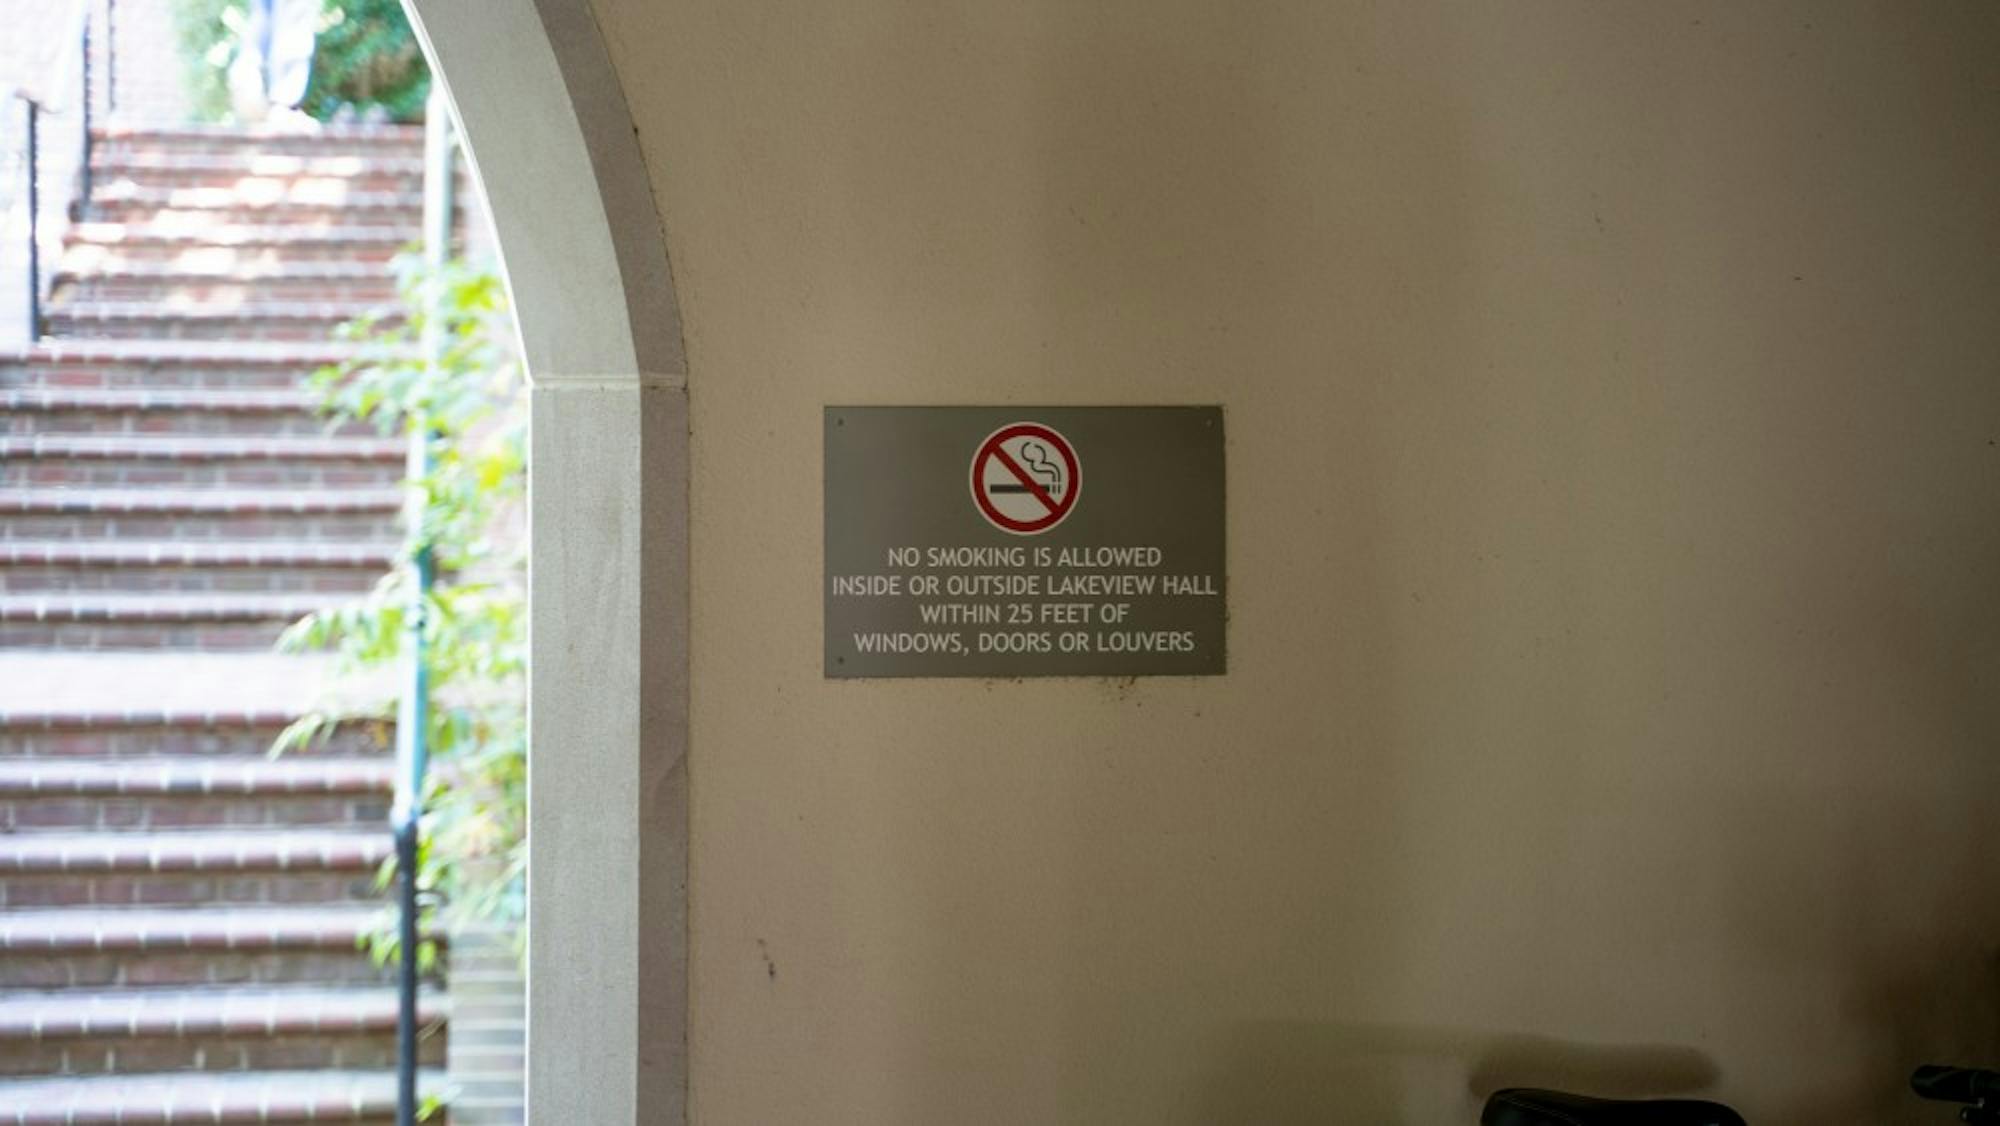 NO SMOKING IS ALLOWED
INSIDE OR OUTSIDE LAKEVIEW HALL
WITHIN 25 FEET OF
WINDOWS, DOORS OR LOUVERS